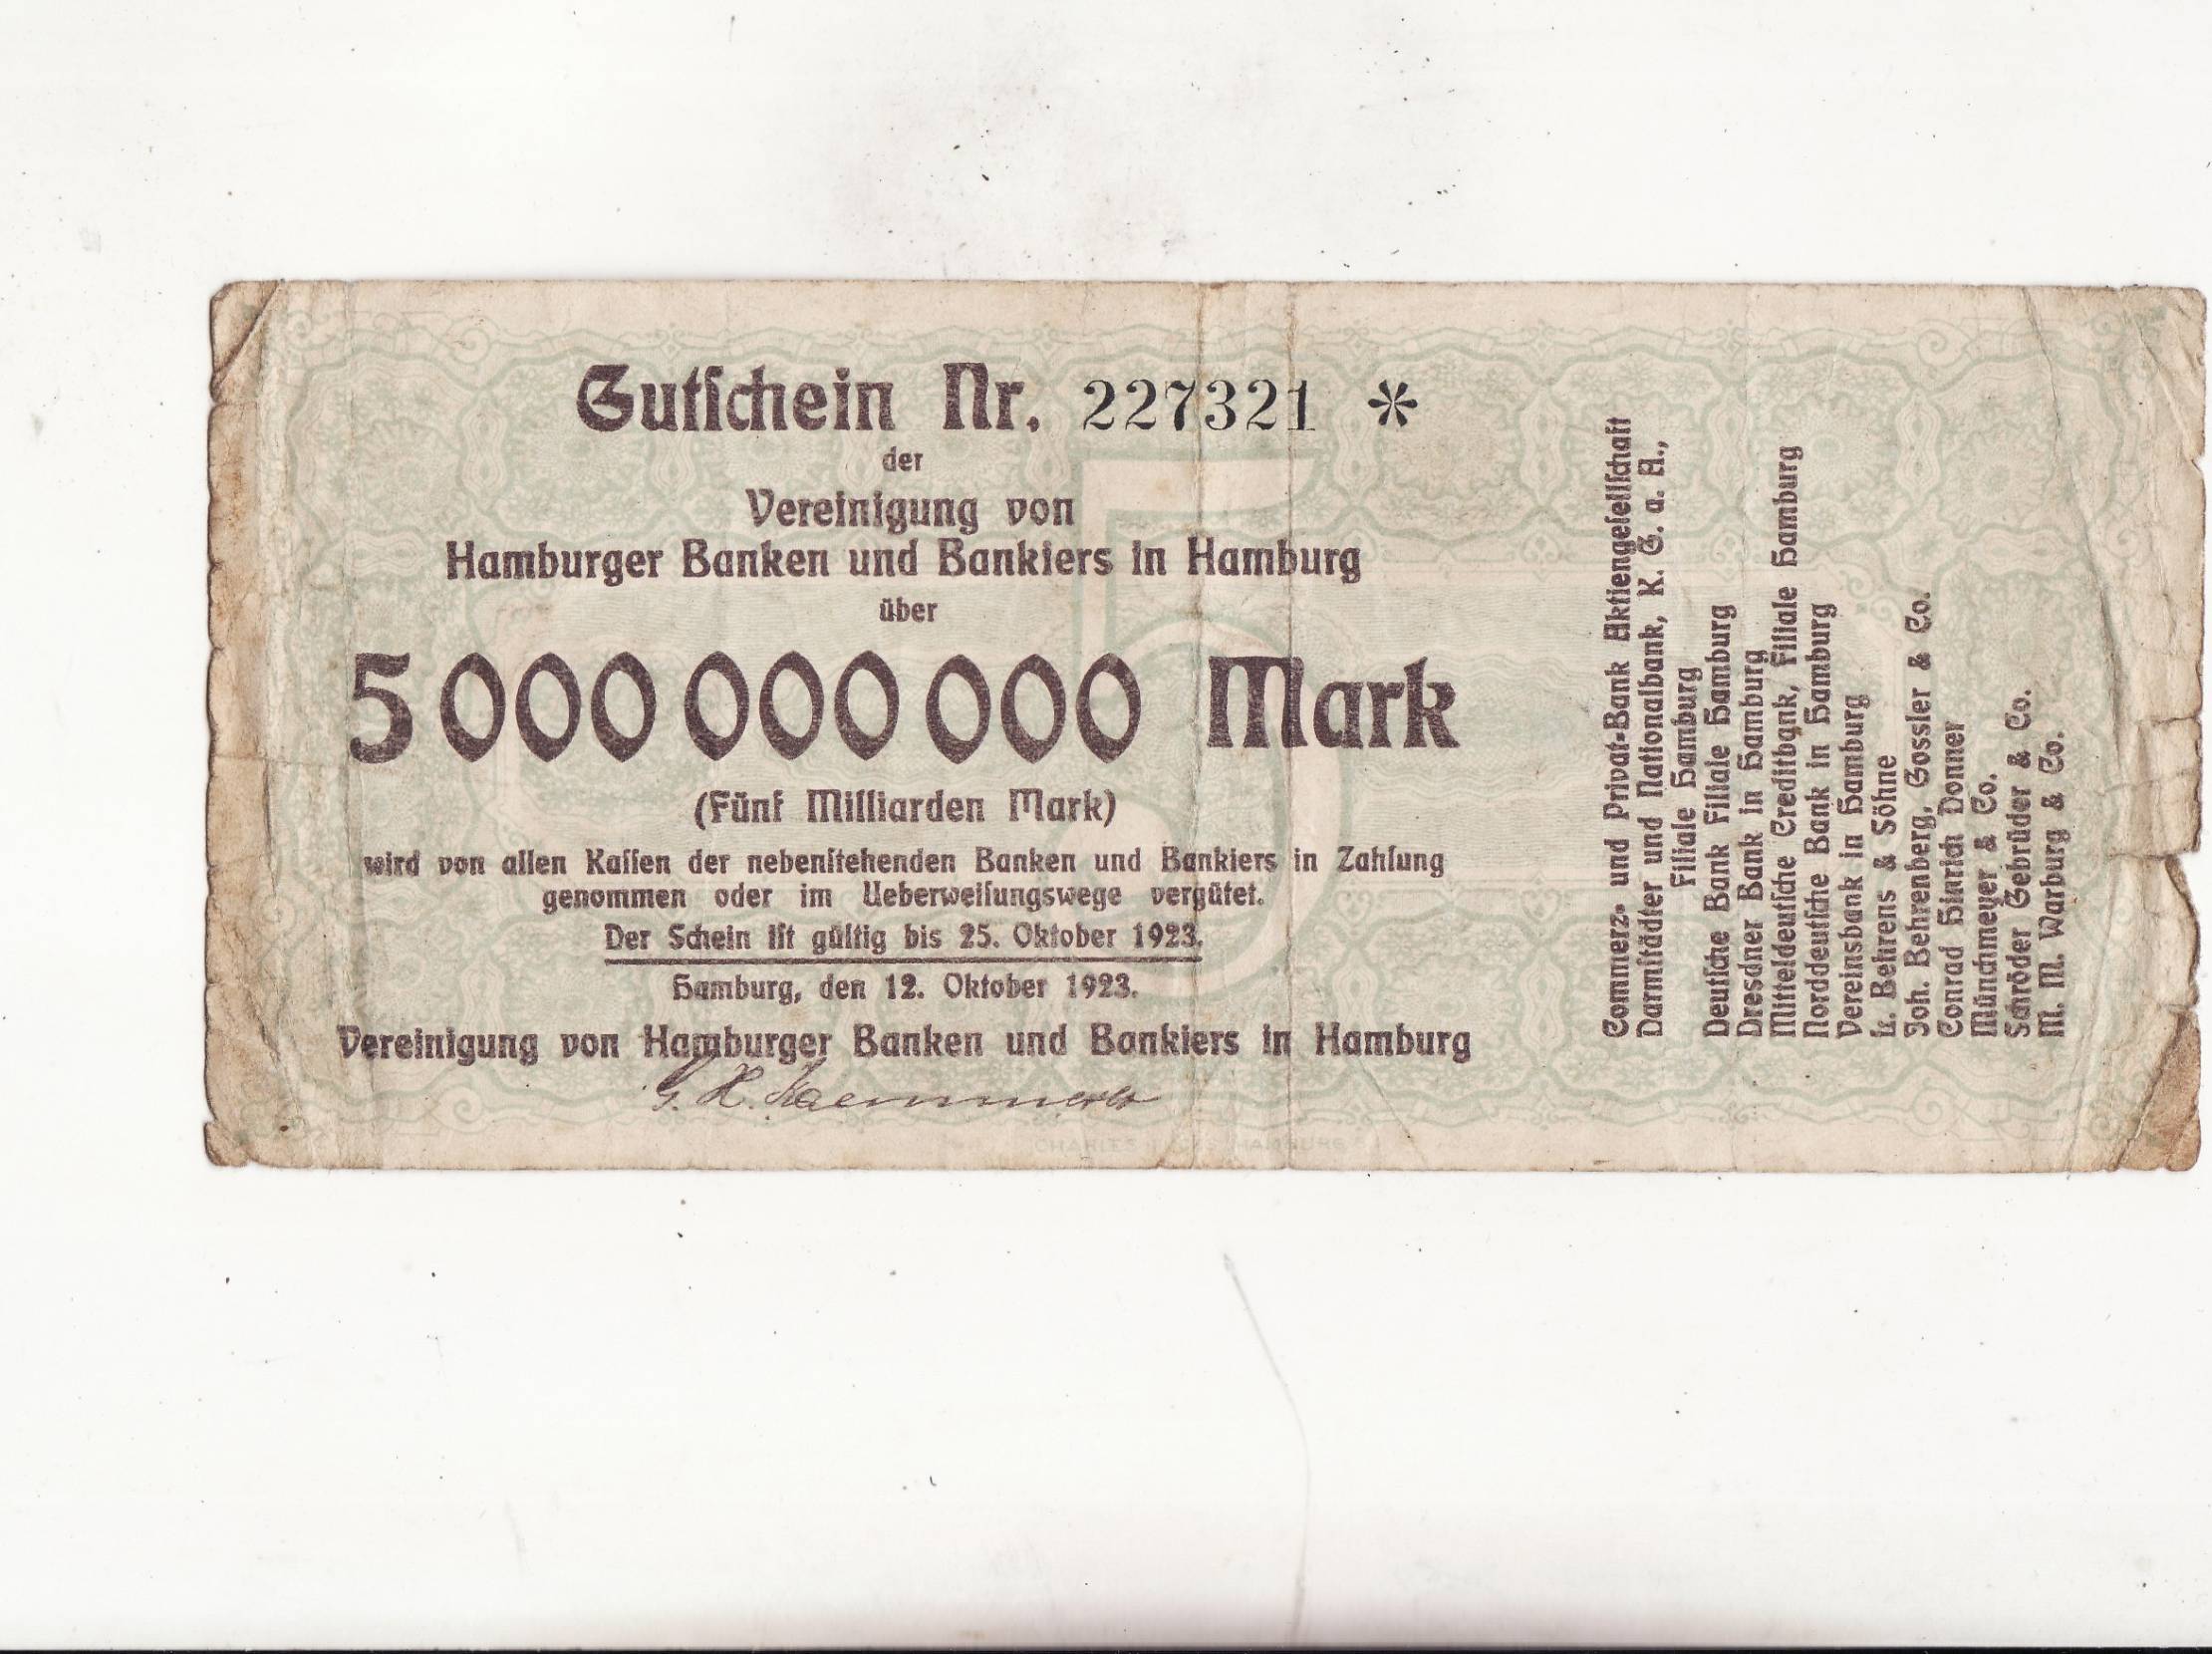 Gutschein Nr. 227321 *
der
Vereinigung von
Hamburger Banken und Bankiers in Hamburg
über
5 000 000 000 Mark
(Fünf Milliarden Mark)
wird von allen Kassen der nebenstehenden Banken und Bankiers in Zahlung
genommen oder im Ueberweisungswege vergütet.
Der Schein ist gültig bis 25. Oktober 1923.
Hamburg, den 12. Oktober 1923.
Vereinigung von Hamburger Banken und Bankiers in Hamburg
G. H. Kaemmerer
Commerz- und Privat-Bank Aktiengesellschaft
Darmstädter und Nationalbank, K. G. a. A.,
Filiale Hamburg
Deutsche Bank Filiale Hamburg
Dresdner Bank in Hamburg
Mitteldeutsche Creditbank, Filiale Hamburg
Norddeutsche Bank in Hamburg
Vereinsbank in Hamburg
L. Behrens & Söhne
Joh. Behrenberg, Gossler & Co.
Conrad Hinrich Donner
Münchmeyer & Co.
Schröder Gebrüder & Co.
M. M. Warburg & Co.
CHARLES HAMBURG